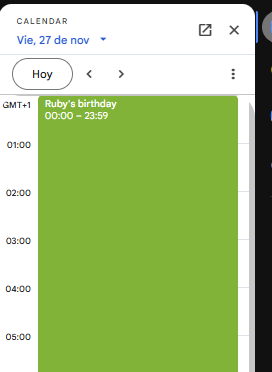 CALENDAR
Vie, 27 de nov
Hoy
GMT+1
Ruby's birthday
00:00 – 23:59
01:00
02:00
03:00
04:00
05:00